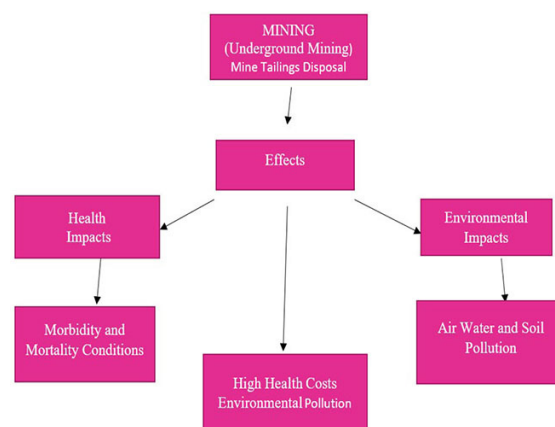 MINING
(Underground Mining)
Mine Tailings Disposal
Effects
Health
Impacts
Environmental
Impacts
Morbidity and
Mortality Conditions
Air Water and Soil
Pollution
High Health Costs
Environmental Pollution